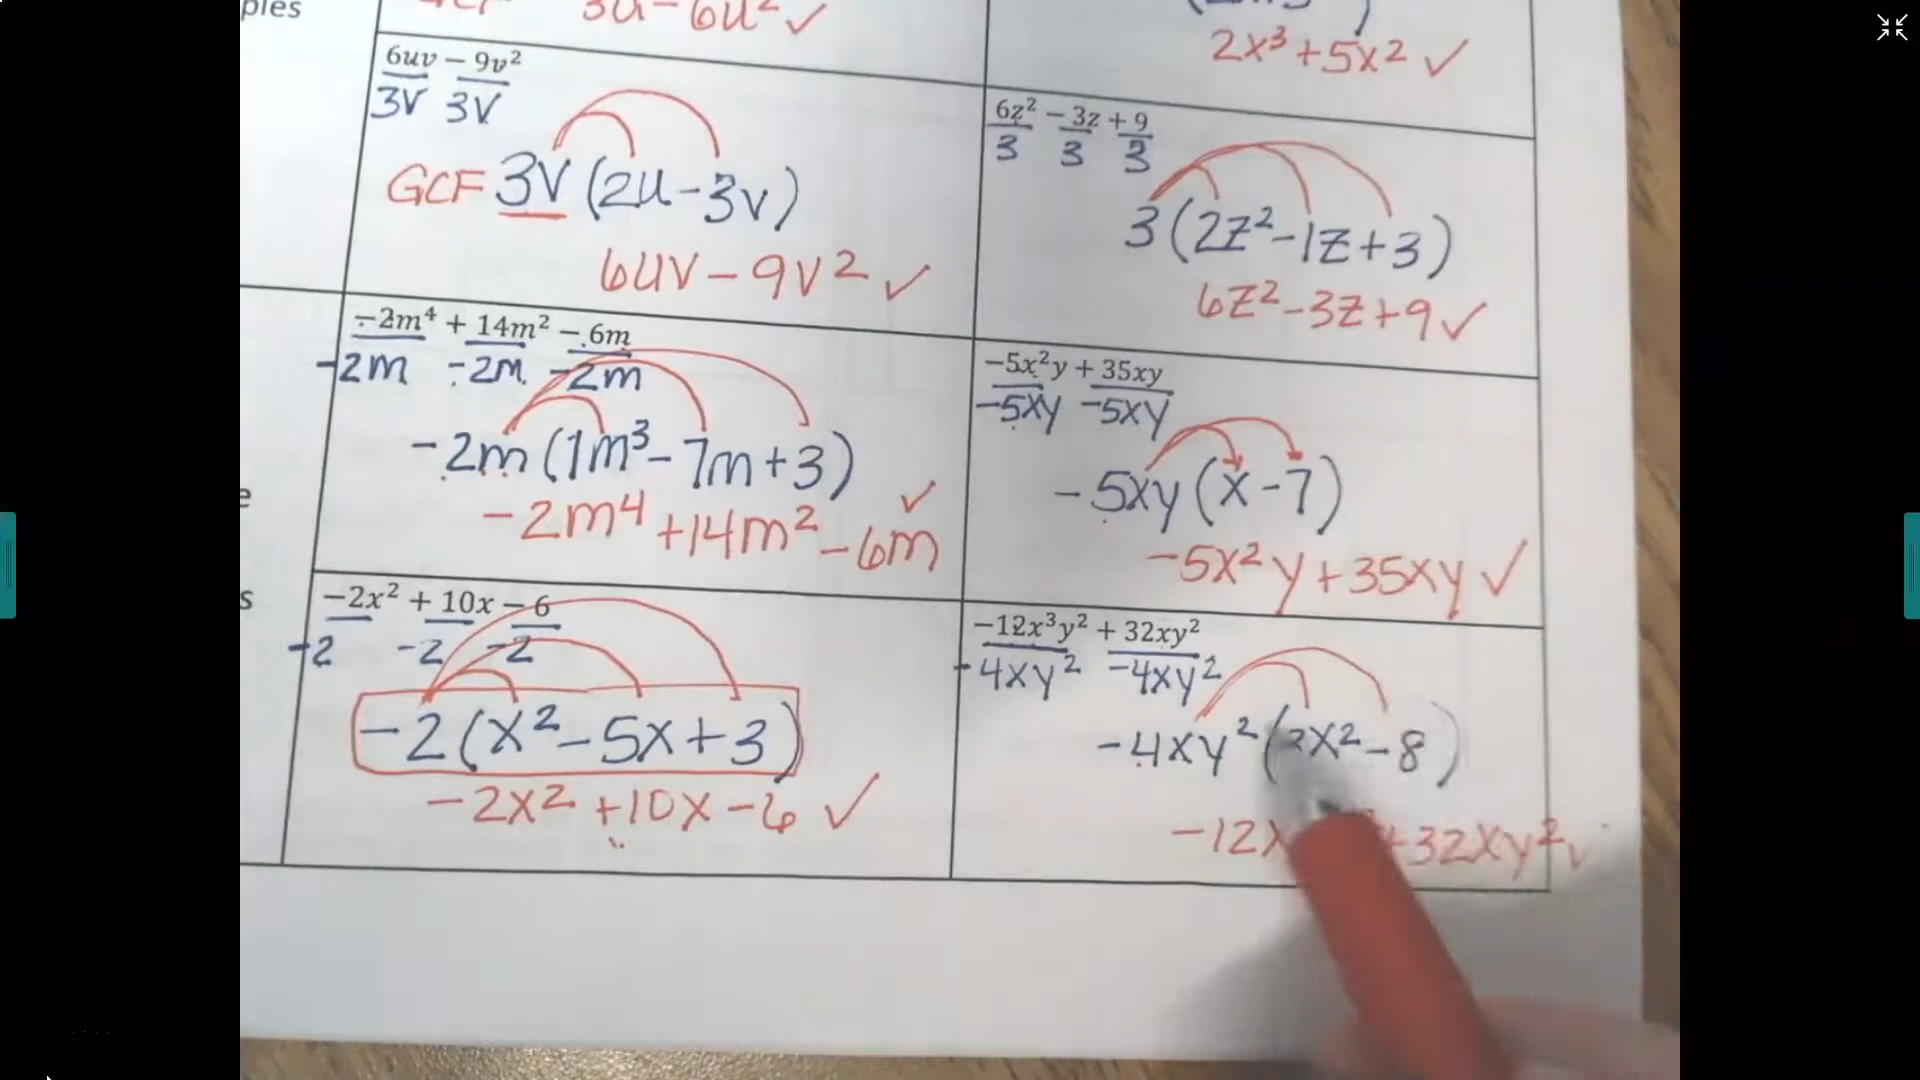 ples
3u - 6u² ✓
2x³ + 5x² ✓
6uv − 9v²
3v 3v
GCF 3v (2u - 3v)
6uv - 9v² ✓
6z² − 3z + 9
3 3 3
3 (2z² - 1z + 3)
6z² - 3z + 9 ✓
−2m⁴ + 14m² − 6m
-2m -2m -2m
-2m (1m³ - 7m + 3)
-2m⁴ + 14m² - 6m ✓
−5x²y + 35xy
-5xy -5xy
e
-5xy (x - 7)
-5x²y + 35xy ✓
s
−2x² + 10x − 6
-2 -2 -2
-2 (x² - 5x + 3)
-2x² + 10x - 6 ✓
−12x³y² + 32xy²
-4xy² -4xy²
-4xy² (3x² - 8)
-12x +32xy² ✓